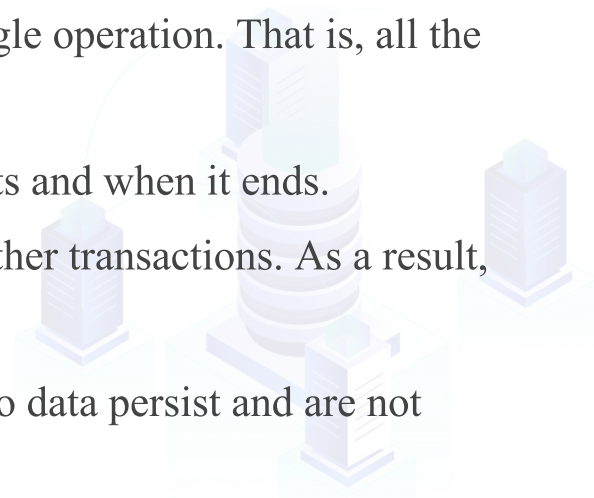 gle operation. That is, all the
ts and when it ends.
ther transactions. As a result,
o data persist and are not